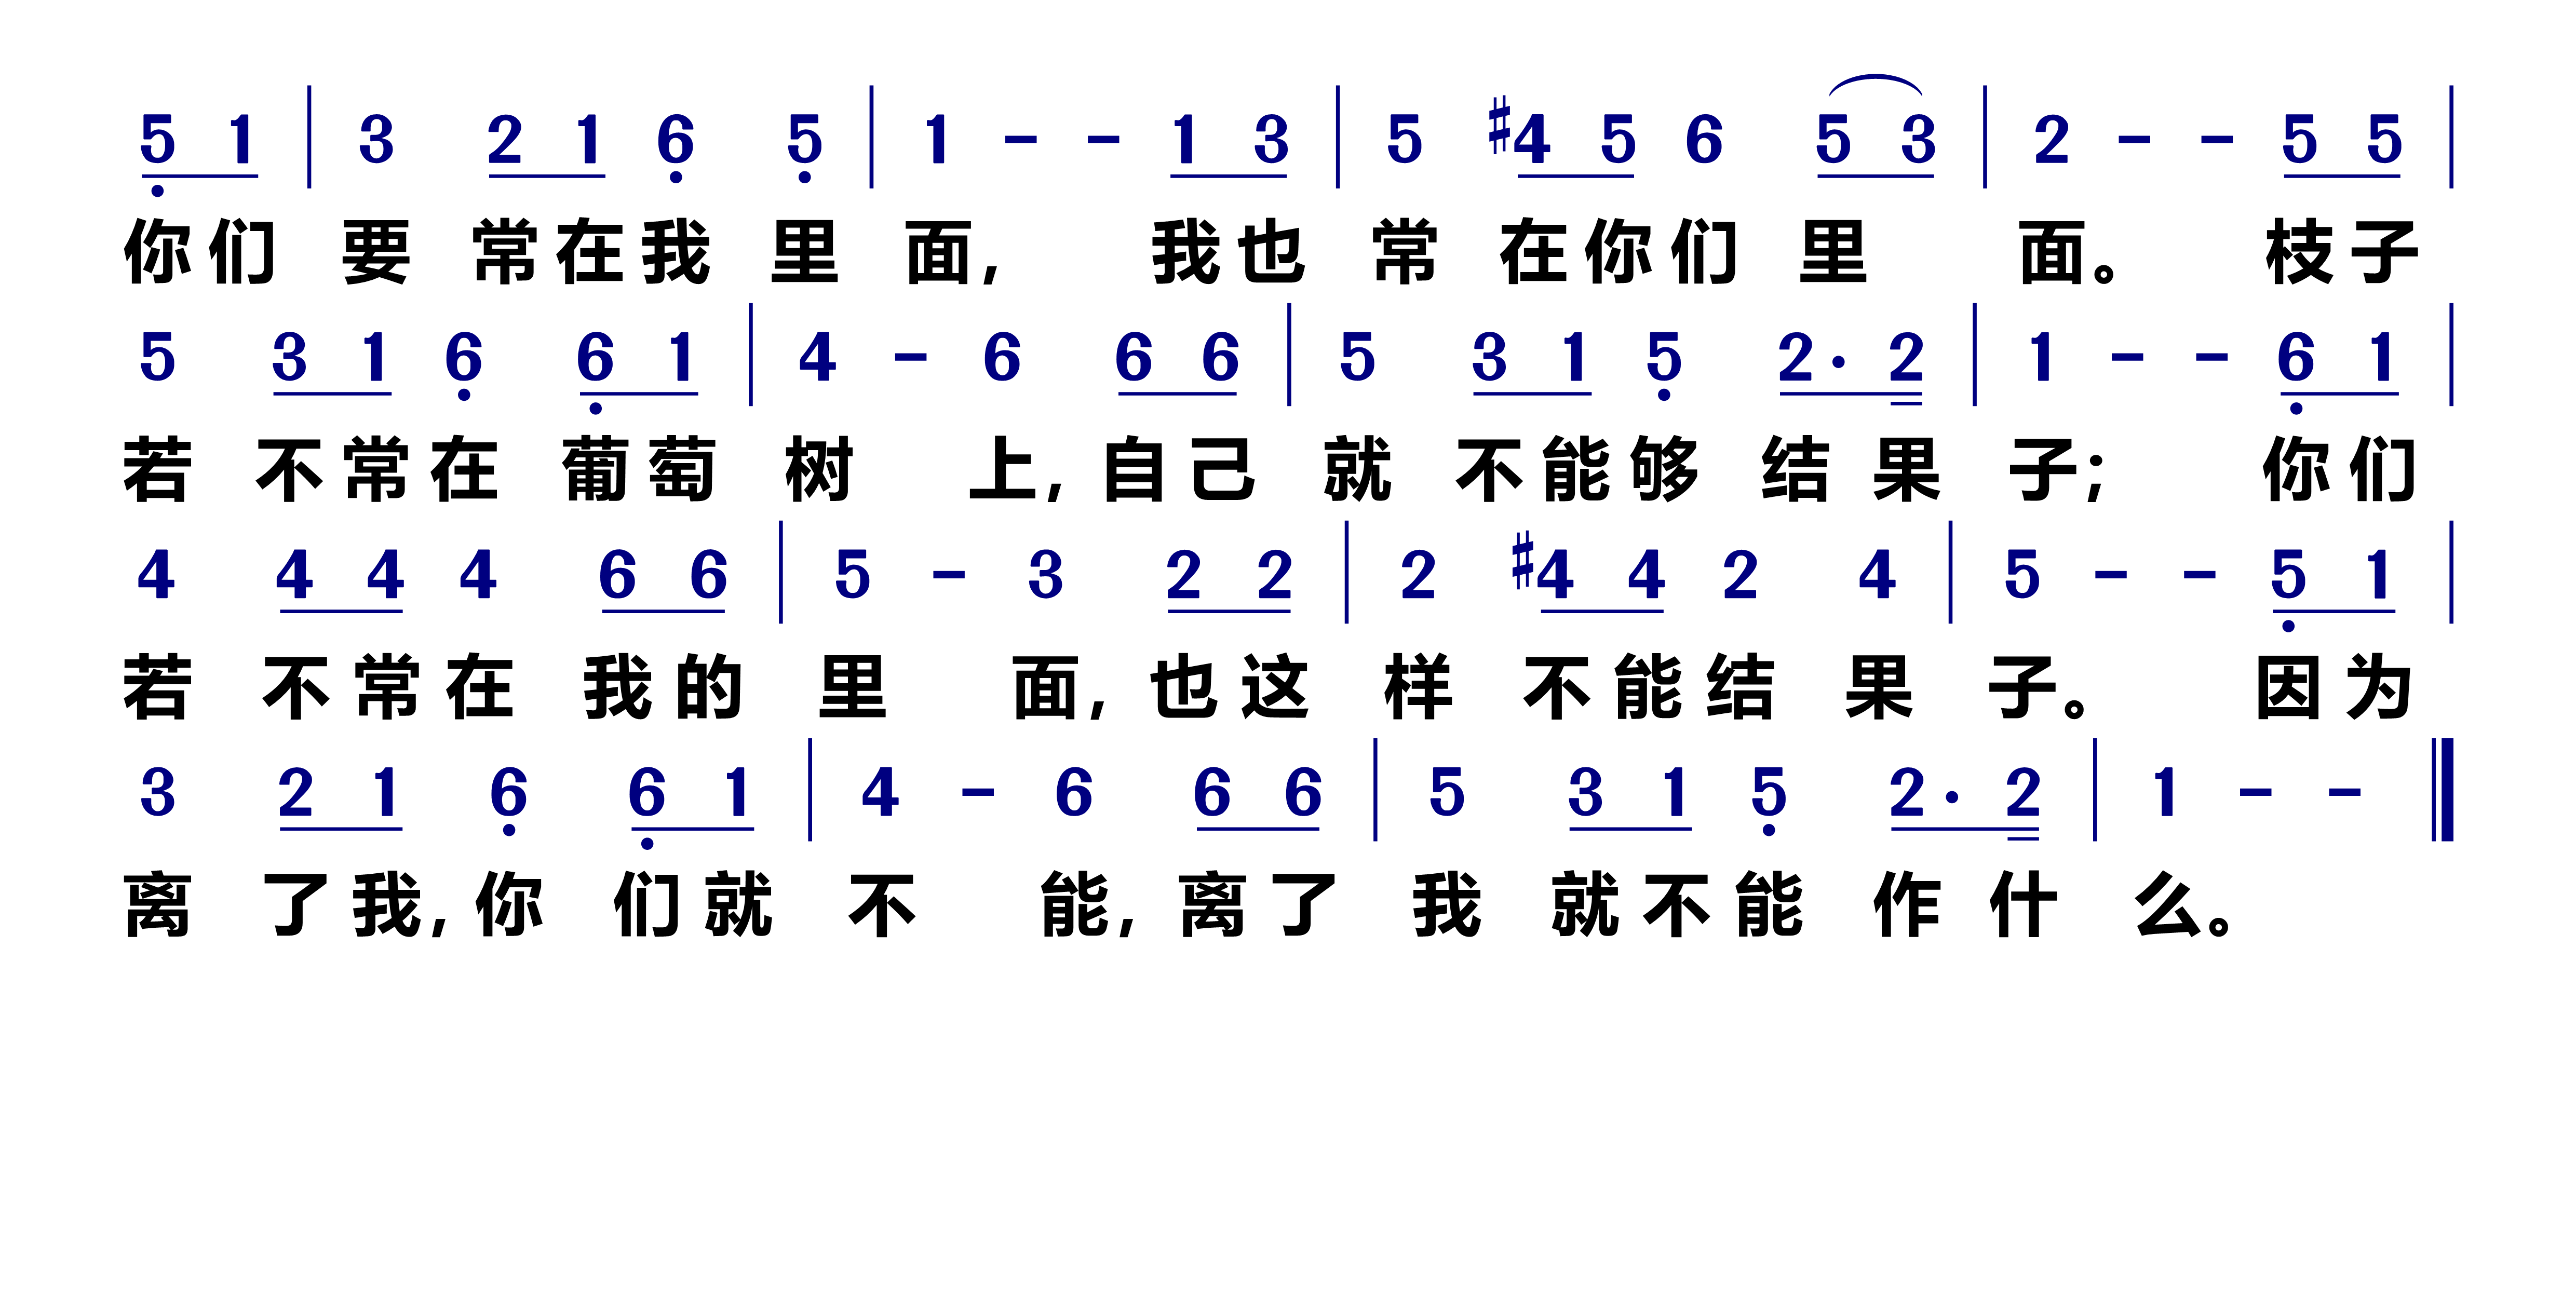 5 1 | 3 2 1 6 5 | 1 - - 1 3 | 5 #4 5 6 5 3 | 2 - - 5 5 |
你们 要 常在我 里 面, 我也 常 在你们 里 面。 枝子
5 3 1 6 6 1 | 4 - 6 6 6 | 5 3 1 5 2· 2 | 1 - - 6 1 |
若 不常在 葡萄 树 上, 自己 就 不能够 结 果 子; 你们
4 4 4 4 6 6 | 5 - 3 2 2 | 2 #4 4 2 4 | 5 - - 5 1 |
若 不常在 我的 里 面, 也这 样 不能结 果 子。 因为
3 2 1 6 6 1 | 4 - 6 6 6 | 5 3 1 5 2· 2 | 1 - - ‖
离 了我, 你 们就 不 能, 离了 我 就不能 作 什 么。